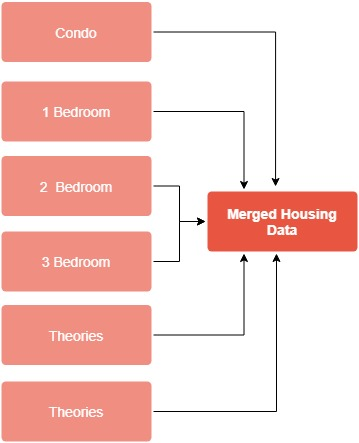 Condo
1 Bedroom
2  Bedroom
3 Bedroom
Theories
Theories
Merged Housing
Data